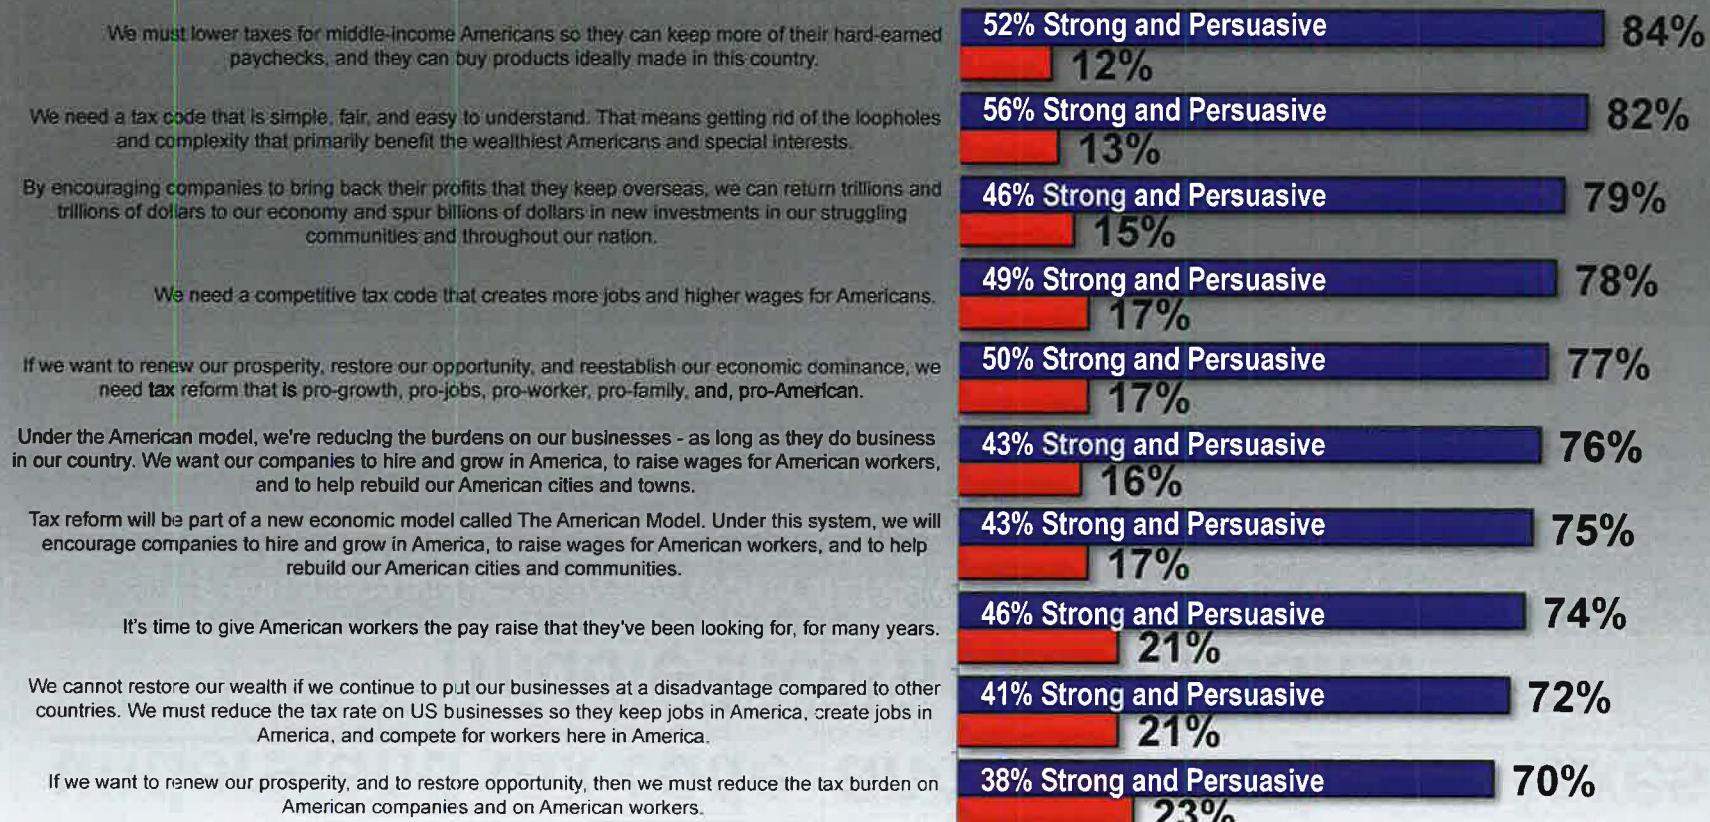 We must lower taxes for middle-income Americans so they can keep more of their hard-earned
paychecks, and they can buy products ideally made in this country.
52% Strong and Persuasive
84%
12%
We need a tax code that is simple, fair, and easy to understand. That means getting rid of the loopholes
and complexity that primarily benefit the wealthiest Americans and special interests.
56% Strong and Persuasive
82%
13%
By encouraging companies to bring back their profits that they keep overseas, we can return trillions and
trillions of dollars to our economy and spur billions of dollars in new investments in our struggling
communities and throughout our nation.
46% Strong and Persuasive
79%
15%
We need a competitive tax code that creates more jobs and higher wages for Americans.
49% Strong and Persuasive
78%
17%
If we want to renew our prosperity, restore our opportunity, and reestablish our economic dominance, we
need tax reform that is pro-growth, pro-jobs, pro-worker, pro-family, and, pro-American.
50% Strong and Persuasive
77%
17%
Under the American model, we're reducing the burdens on our businesses - as long as they do business
in our country. We want our companies to hire and grow in America, to raise wages for American workers,
and to help rebuild our American cities and towns.
43% Strong and Persuasive
76%
16%
Tax reform will be part of a new economic model called The American Model. Under this system, we will
encourage companies to hire and grow in America, to raise wages for American workers, and to help
rebuild our American cities and communities.
43% Strong and Persuasive
75%
17%
It's time to give American workers the pay raise that they've been looking for, for many years.
46% Strong and Persuasive
74%
21%
We cannot restore our wealth if we continue to put our businesses at a disadvantage compared to other
countries. We must reduce the tax rate on US businesses so they keep jobs in America, create jobs in
America, and compete for workers here in America.
41% Strong and Persuasive
72%
21%
If we want to renew our prosperity, and to restore opportunity, then we must reduce the tax burden on
American companies and on American workers.
38% Strong and Persuasive
70%
23%